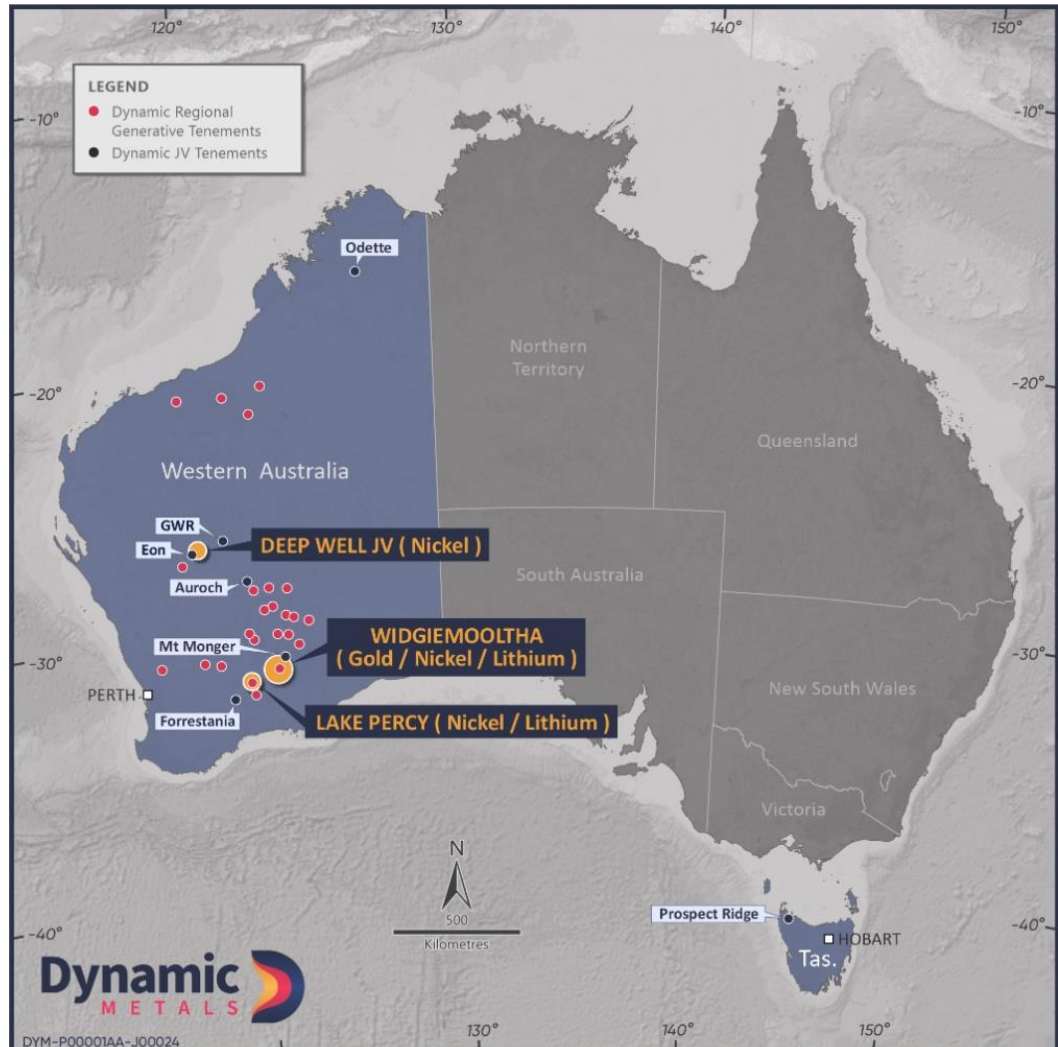 120°
130°
140°
150°
LEGEND
Dynamic Regional
Generative Tenements
Dynamic JV Tenements
-10°
-10°
Odette
Northern
Territory
-20°
-20°
Queensland
Western Australia
GWR
DEEP WELL JV ( Nickel )
Eon
South Australia
Auroch
WIDGIEMOOLTHA
( Gold / Nickel / Lithium )
Mt Monger
-30°
-30°
New South Wales
PERTH
LAKE PERCY ( Nickel / Lithium )
Forrestania
Victoria
N
500
Kilometres
Prospect Ridge
-40°
-40°
HOBART
Tas.
Dynamic
METALS
DYM-P00001AA-J00024
130°
150°